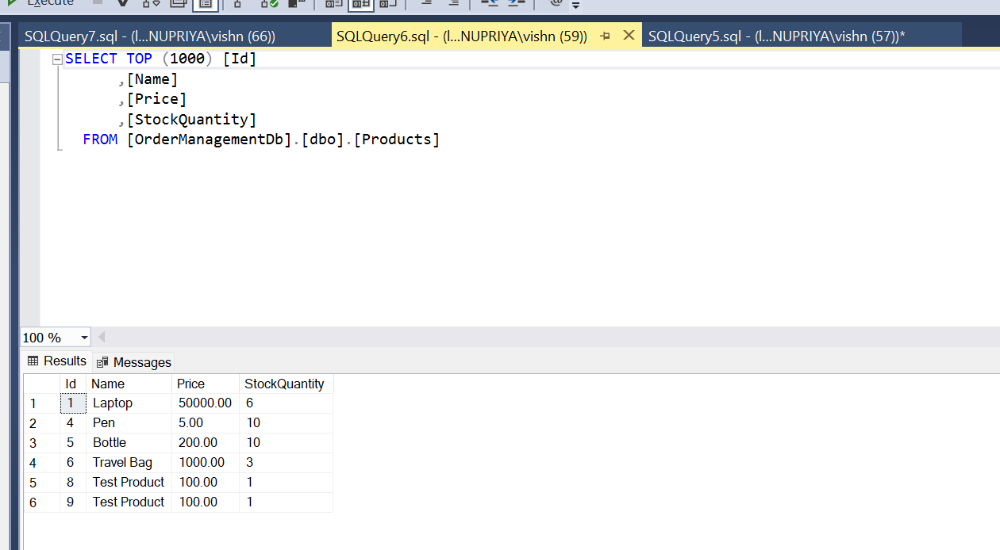 Execute
SQLQuery7.sql - (l...NUPRIYA\vishn (66))
SQLQuery6.sql - (l...NUPRIYA\vishn (59))
SQLQuery5.sql - (l...NUPRIYA\vishn (57))*
SELECT TOP (1000) [Id]
,[Name]
,[Price]
,[StockQuantity]
FROM [OrderManagementDb].[dbo].[Products]
100 %
Results Messages
Id Name Price StockQuantity
1 1 Laptop 50000.00 6
2 4 Pen 5.00 10
3 5 Bottle 200.00 10
4 6 Travel Bag 1000.00 3
5 8 Test Product 100.00 1
6 9 Test Product 100.00 1